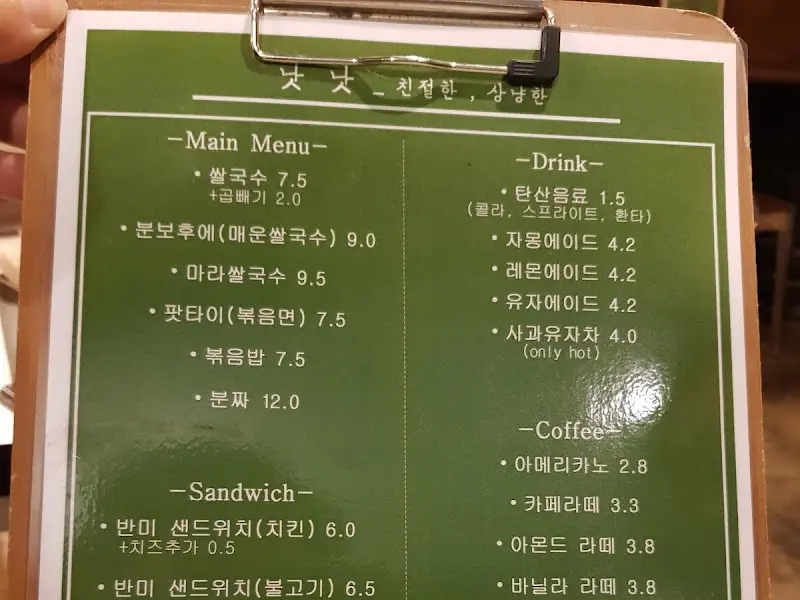 낫 낫 _ 친절한 , 상냥한
-Main Menu-
• 쌀국수 7.5
+곱빼기 2.0
• 분보후에(매운쌀국수) 9.0
• 마라쌀국수 9.5
• 팟타이(볶음면) 7.5
• 볶음밥 7.5
• 분짜 12.0
-Sandwich-
• 반미 샌드위치(치킨) 6.0
+치즈추가 0.5
• 반미 샌드위치(불고기) 6.5
-Drink-
• 탄산음료 1.5
(콜라, 스프라이트, 환타)
• 자몽에이드 4.2
• 레몬에이드 4.2
• 유자에이드 4.2
• 사과유자차 4.0
(only hot)
-Coffee-
• 아메리카노 2.8
• 카페라떼 3.3
• 아몬드 라떼 3.8
• 바닐라 라떼 3.8